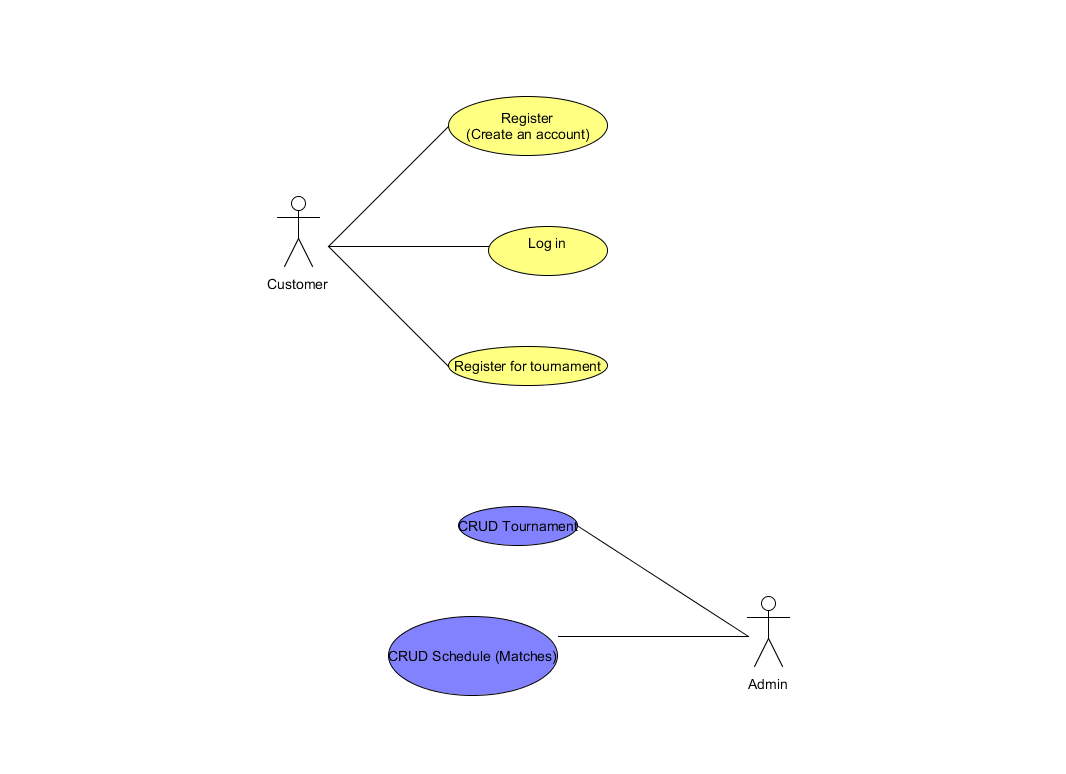 Register
(Create an account)
Log in
Customer
Register for tournament
CRUD Tournament
CRUD Schedule (Matches)
Admin